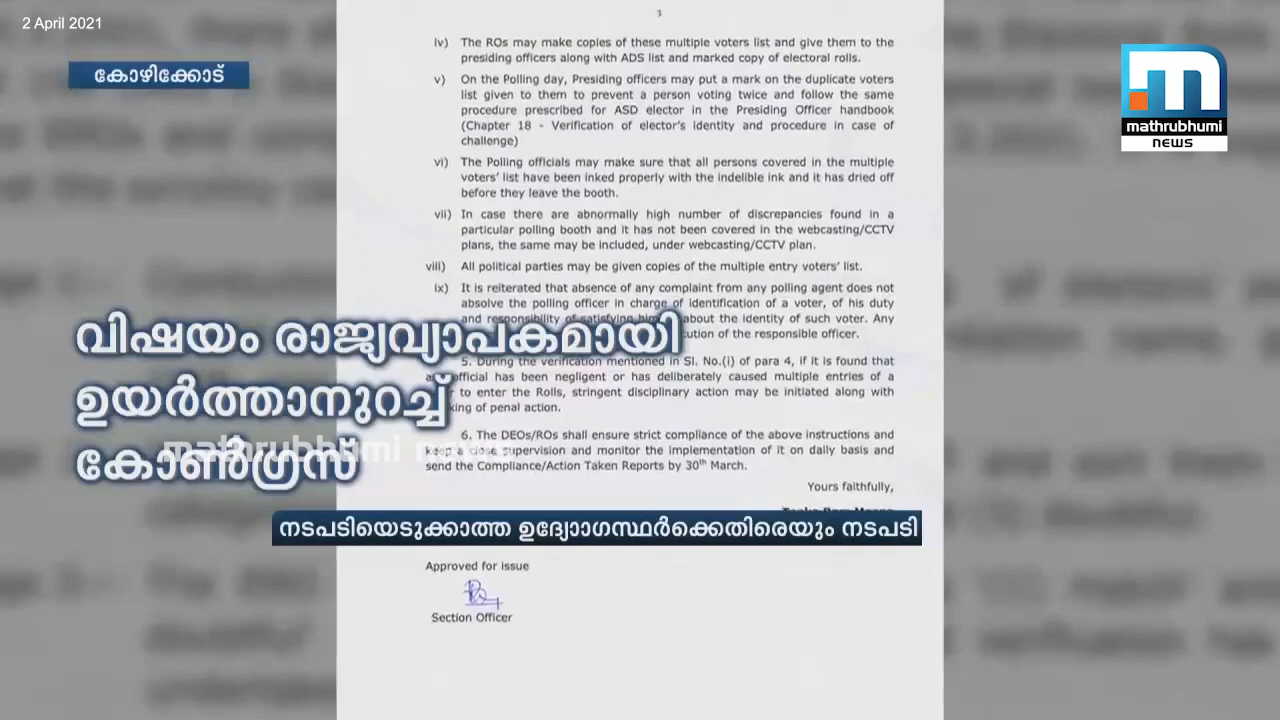 2 April 2021
കോഴിക്കോട്
mathrubhumi
news
3
iv) The ROs may make copies of these multiple voters list and give them to the
presiding officers along with ADS list and marked copy of electoral rolls.
v) On the Polling day, Presiding officers may put a mark on the duplicate voters
list given to them to prevent a person voting twice and follow the same
procedure prescribed for ASD elector in the Presiding Officer handbook
(Chapter 18 - Verification of elector's identity and procedure in case of
challenge)
vi) The Polling officials may make sure that all persons covered in the multiple
voters' list have been inked properly with the indelible ink and it has dried off
before they leave the booth.
vii) In case there are abnormally high number of discrepancies found in a
particular polling booth and it has not been covered in the webcasting/CCTV
plans, the same may be included, under webcasting/CCTV plan.
viii) All political parties may be given copies of the multiple entry voters' list.
ix) It is reiterated that absence of any complaint from any polling agent does not
absolve the polling officer in charge of identification of a voter, of his duty
and responsibility of satisfying about the identity of such voter. Any
of the responsible officer.
5. During the verification mentioned in Sl. No.(i) of para 4, if it is found that
official has been negligent or has deliberately caused multiple entries of a
to enter the Rolls, stringent disciplinary action may be initiated along with
of penal action.
6. The DEOs/ROs shall ensure strict compliance of the above instructions and
keep a close supervision and monitor the implementation of it on daily basis and
send the Compliance/Action Taken Reports by 30th March.
Yours faithfully,
വിഷയം രാജ്യവ്യാപകമായി
ഉയർത്താനുറച്ച്
കോൺഗ്രസ്
mathrubhumi news
നടപടിയെടുക്കാത്ത ഉദ്യോഗസ്ഥർക്കെതിരെയും നടപടി
Approved for issue
Section Officer